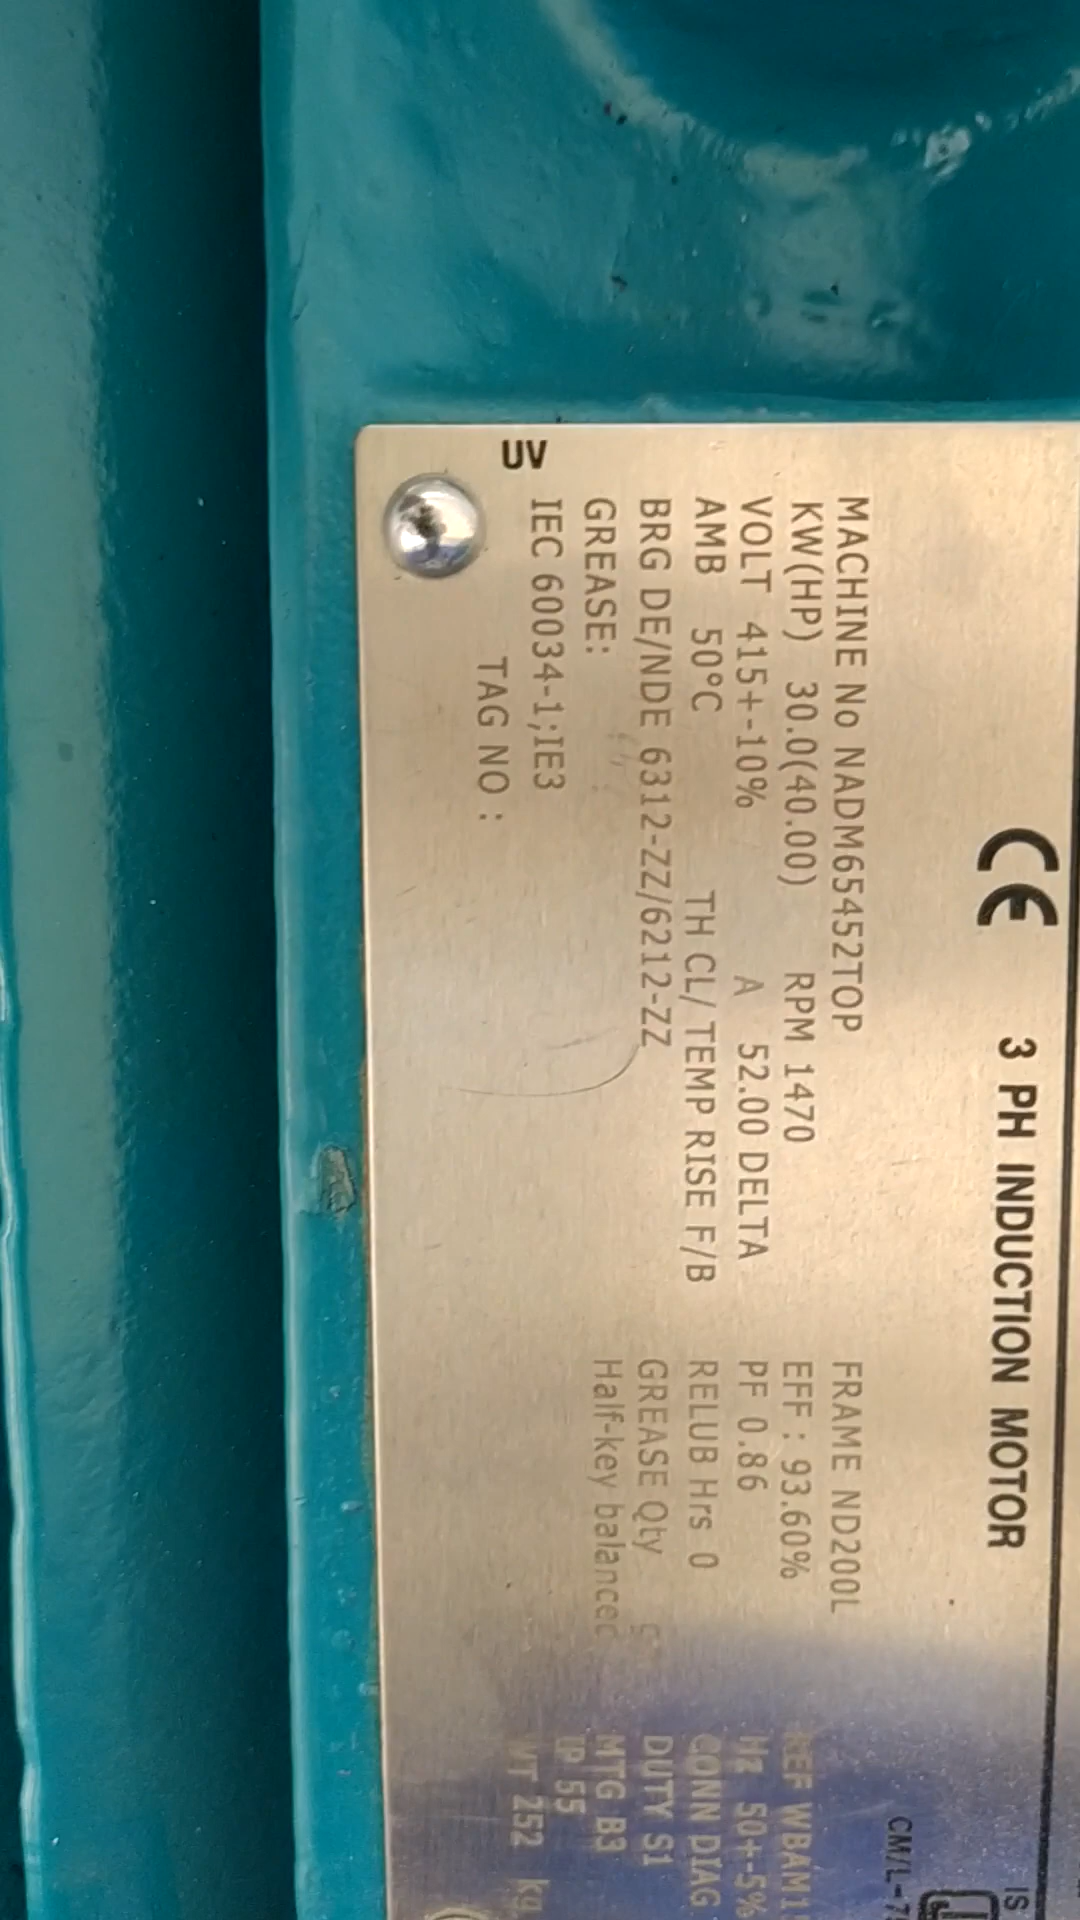 CE 3 PH INDUCTION MOTOR IS
CM/L-7
MACHINE No NADM65452TOP FRAME ND200L
KW(HP) 30.0(40.00) RPM 1470 EFF : 93.60% REF
VOLT 415+-10% A 52.00 DELTA PF 0.86 Hz 50+-5%
AMB 50°C TH CL/ TEMP RISE F/B RELUB Hrs 0 CONN DIAG
BRG DE/NDE 6312-ZZ/6212-ZZ GREASE Qty DUTY S1
GREASE: Half-key balanced MTG B3
IEC 60034-1;IE3 IP 55
TAG NO : WT 252 kg
UV